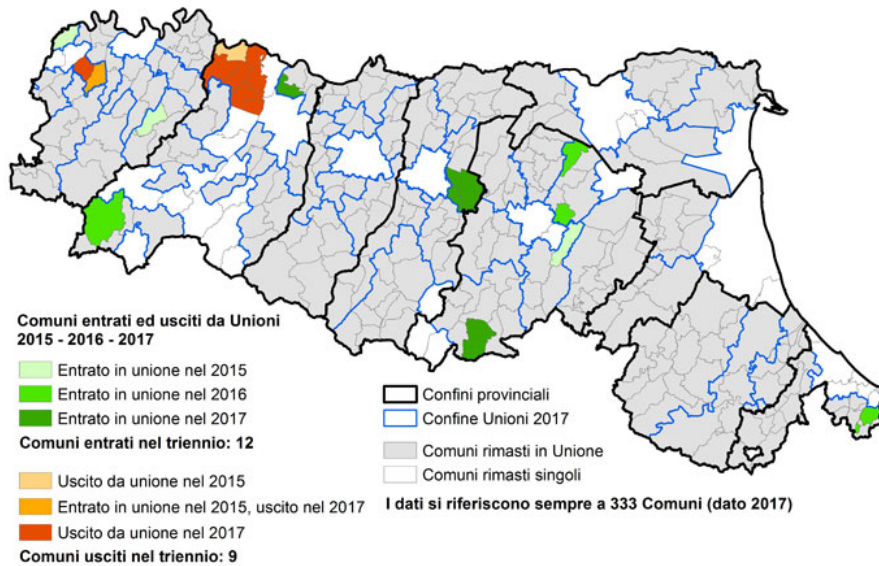 Comuni entrati ed usciti da Unioni
2015 - 2016 - 2017
Entrato in unione nel 2015
Entrato in unione nel 2016
Entrato in unione nel 2017
Comuni entrati nel triennio: 12
Uscito da unione nel 2015
Entrato in unione nel 2015, uscito nel 2017
Uscito da unione nel 2017
Comuni usciti nel triennio: 9
Confini provinciali
Confine Unioni 2017
Comuni rimasti in Unione
Comuni rimasti singoli
I dati si riferiscono sempre a 333 Comuni (dato 2017)